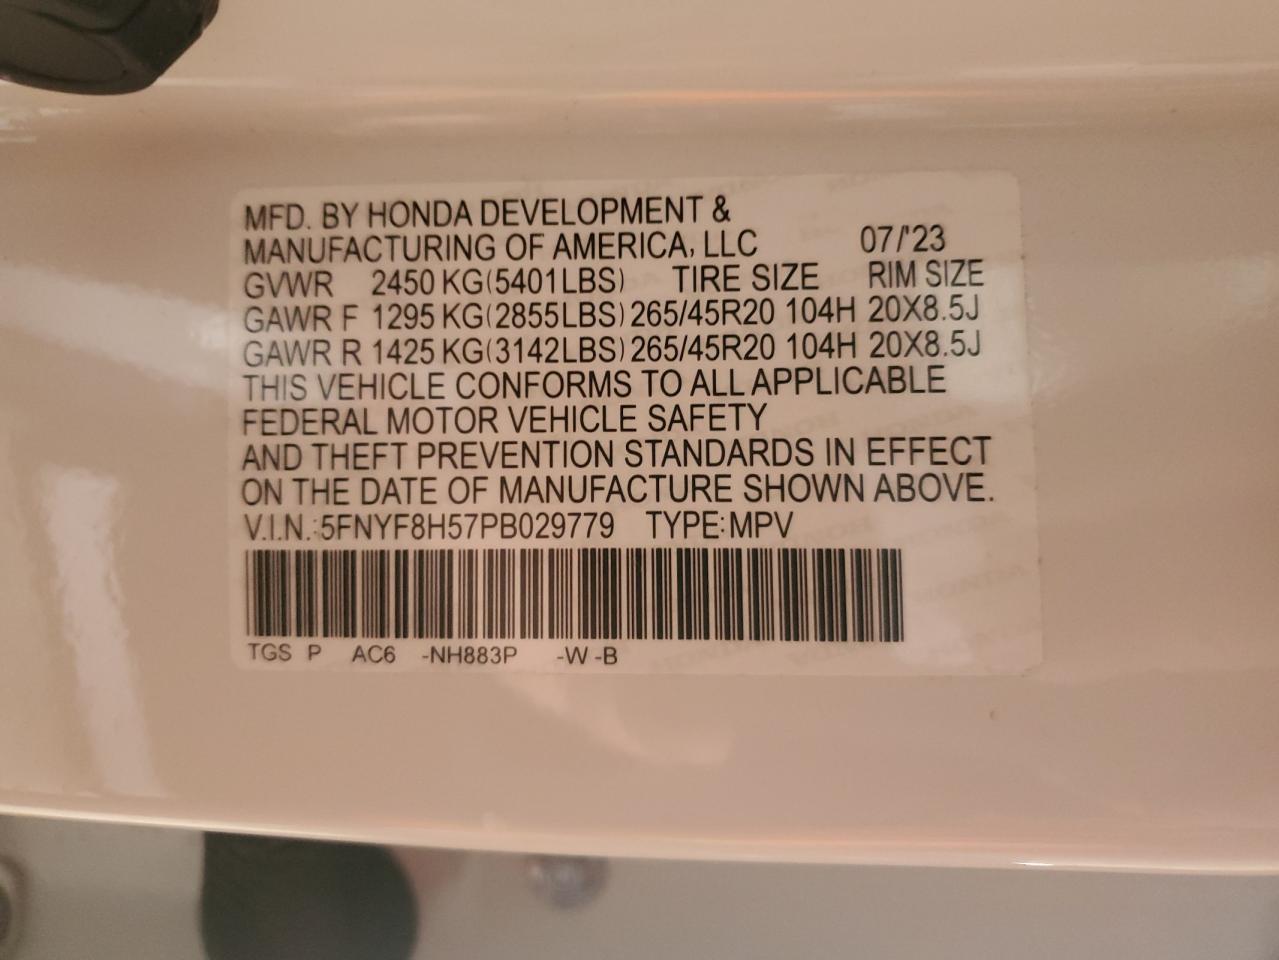 MFD. BY HONDA DEVELOPMENT &
MANUFACTURING OF AMERICA, LLC 07/'23
GVWR 2450 KG(5401LBS) TIRE SIZE RIM SIZE
GAWR F 1295 KG(2855LBS) 265/45R20 104H 20X8.5J
GAWR R 1425 KG(3142LBS) 265/45R20 104H 20X8.5J
THIS VEHICLE CONFORMS TO ALL APPLICABLE
FEDERAL MOTOR VEHICLE SAFETY
AND THEFT PREVENTION STANDARDS IN EFFECT
ON THE DATE OF MANUFACTURE SHOWN ABOVE.
V.I.N.:5FNYF8H57PB029779 TYPE:MPV
TGS P AC6 -NH883P -W -B